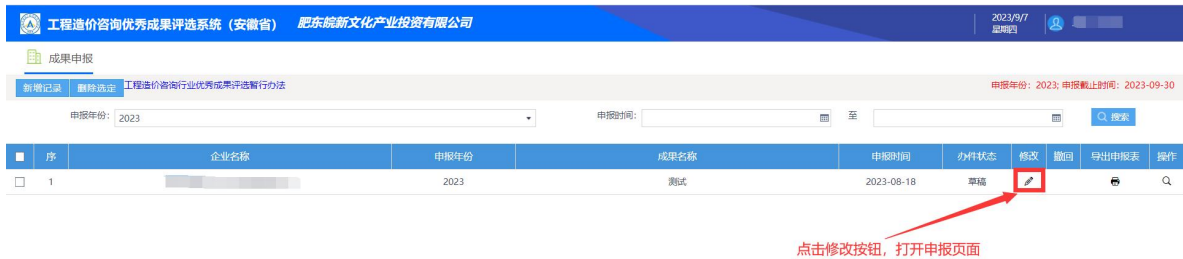 工程造价咨询优秀成果评选系统（安徽省） 肥东皖新文化产业投资有限公司 2023/9/7
星期四
成果申报
新增记录 删除选定 工程造价咨询行业优秀成果评选暂行办法 申报年份：2023; 申报截止时间：2023-09-30
申报年份： 2023 申报时间： 至 搜索
序 企业名称 申报年份 成果名称 申报时间 办件状态 修改 撤回 导出申报表 操作
1 2023 测试 2023-08-18 草稿
点击修改按钮，打开申报页面